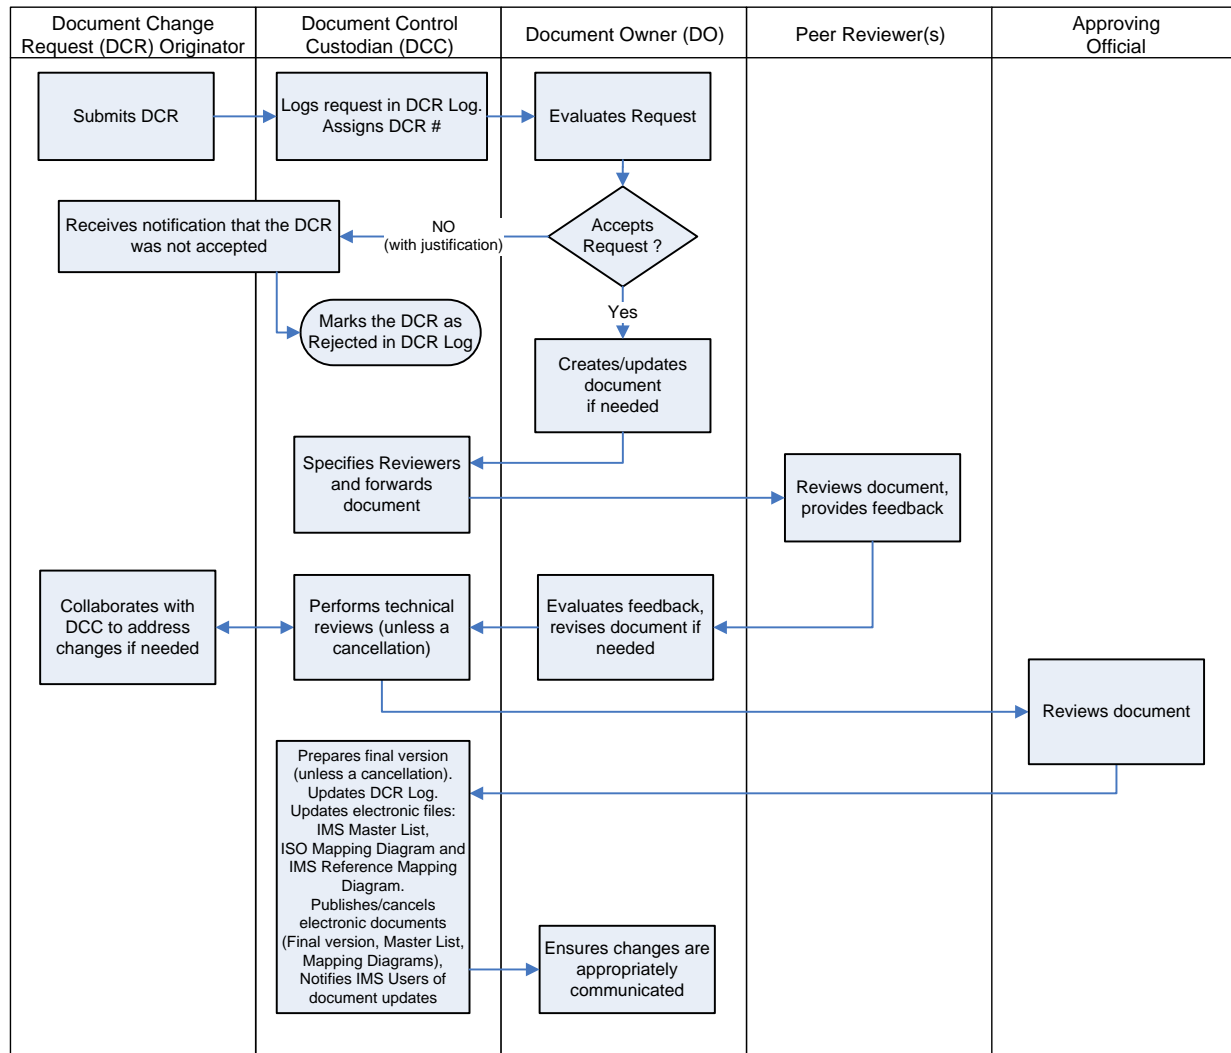 Document Change
Request (DCR) Originator
Document Control
Custodian (DCC)
Document Owner (DO)
Peer Reviewer(s)
Approving
Official
Submits DCR
Logs request in DCR Log.
Assigns DCR #
Evaluates Request
Receives notification that the DCR
was not accepted
NO
(with justification)
Accepts
Request ?
Marks the DCR as
Rejected in DCR Log
Yes
Creates/updates
document
if needed
Specifies Reviewers
and forwards
document
Reviews document,
provides feedback
Collaborates with
DCC to address
changes if needed
Performs technical
reviews (unless a
cancellation)
Evaluates feedback,
revises document if
needed
Reviews document
Prepares final version
(unless a cancellation).
Updates DCR Log.
Updates electronic files:
IMS Master List,
ISO Mapping Diagram and
IMS Reference Mapping
Diagram.
Publishes/cancels
electronic documents
(Final version, Master List,
Mapping Diagrams),
Notifies IMS Users of
document updates
Ensures changes are
appropriately
communicated